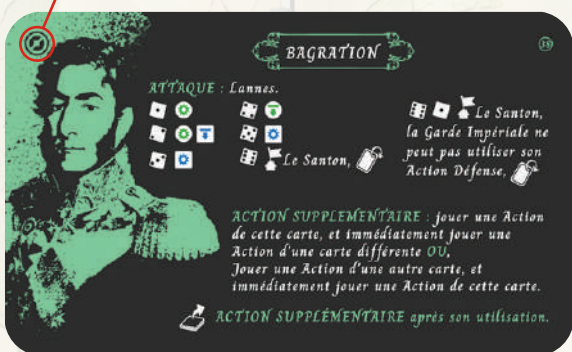 BAGRATION
ATTAQUE : Lannes.
Le Santon,
Le Santon,
la Garde Impériale ne
peut pas utiliser son
Action Défense,
ACTION SUPPLEMENTAIRE : jouer une Action
de cette carte, et immédiatement jouer une
Action d'une carte différente OU,
Jouer une Action d'une autre carte, et
immédiatement jouer une Action de cette carte.
ACTION SUPPLÉMENTAIRE après son utilisation.